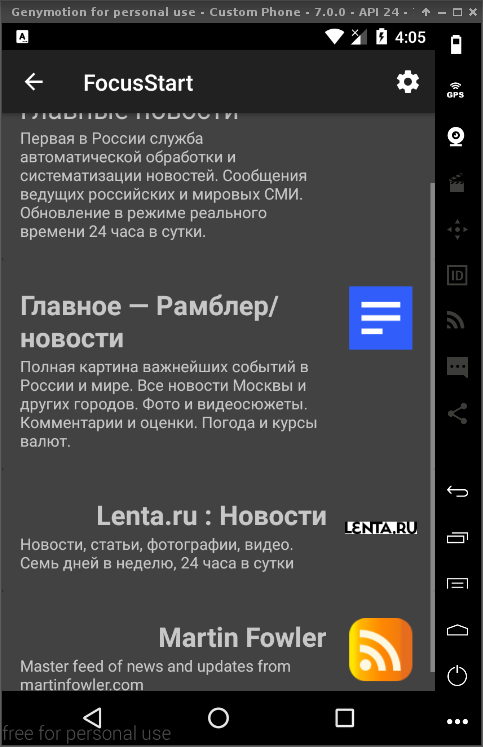 Genymotion for personal use - Custom Phone - 7.0.0 - API 24 -
A
4:05
FocusStart
GPS
Главные новости
Первая в России служба
автоматической обработки и
систематизации новостей. Сообщения
ведущих российских и мировых СМИ.
Обновление в режиме реального
времени 24 часа в сутки.
Главное — Рамблер/
новости
Полная картина важнейших событий в
России и мире. Все новости Москвы и
других городов. Фото и видеосюжеты.
Комментарии и оценки. Погода и курсы
валют.
ID
Lenta.ru : Новости
LENTA.RU
Новости, статьи, фотографии, видео.
Семь дней в неделю, 24 часа в сутки
Martin Fowler
Master feed of news and updates from
martinfowler.com
free for personal use